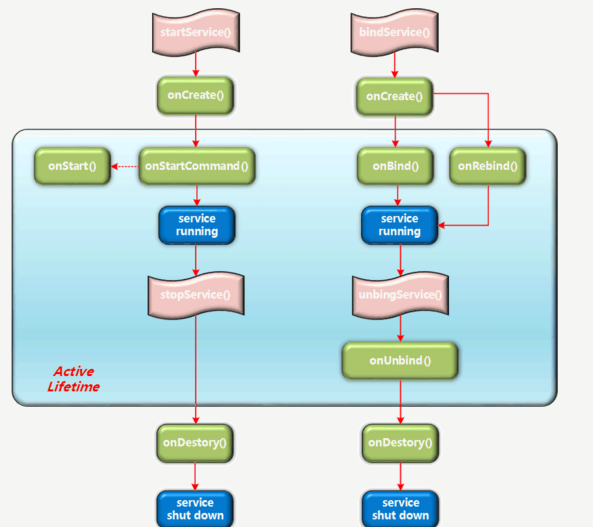 startService()
bindService()
onCreate()
onCreate()
onStart()
onStartCommand()
onBind()
onRebind()
service
running
service
running
stopService()
unbingService()
onUnbind()
Active
Lifetime
onDestory()
onDestory()
service
shut down
service
shut down